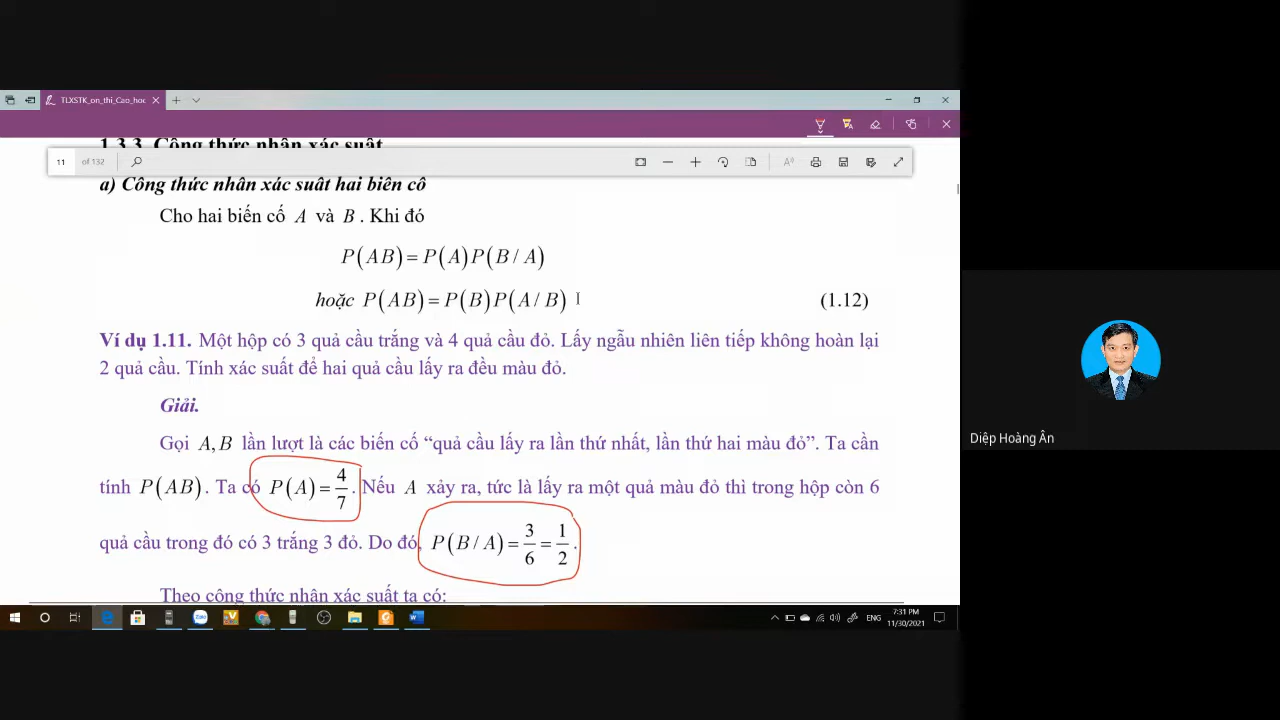 TLXSTK_on_thi_Cao_hoc
1.3.3. Công thức nhân xác suất
11 of 132
a) Công thức nhân xác suất hai biến cố
Cho hai biến cố A và B. Khi đó
P(AB) = P(A)P(B/A)
hoặc P(AB) = P(B)P(A/B) (1.12)
Ví dụ 1.11. Một hộp có 3 quả cầu trắng và 4 quả cầu đỏ. Lấy ngẫu nhiên liên tiếp không hoàn lại
2 quả cầu. Tính xác suất để hai quả cầu lấy ra đều màu đỏ.
Giải.
Gọi A, B lần lượt là các biến cố “quả cầu lấy ra lần thứ nhất, lần thứ hai màu đỏ”. Ta cần
tính P(AB). Ta có P(A) = 4/7. Nếu A xảy ra, tức là lấy ra một quả màu đỏ thì trong hộp còn 6
quả cầu trong đó có 3 trắng 3 đỏ. Do đó, P(B/A) = 3/6 = 1/2.
Theo công thức nhân xác suất ta có:
Diệp Hoàng Ân
Zalo
ENG
7:31 PM
11/30/2021